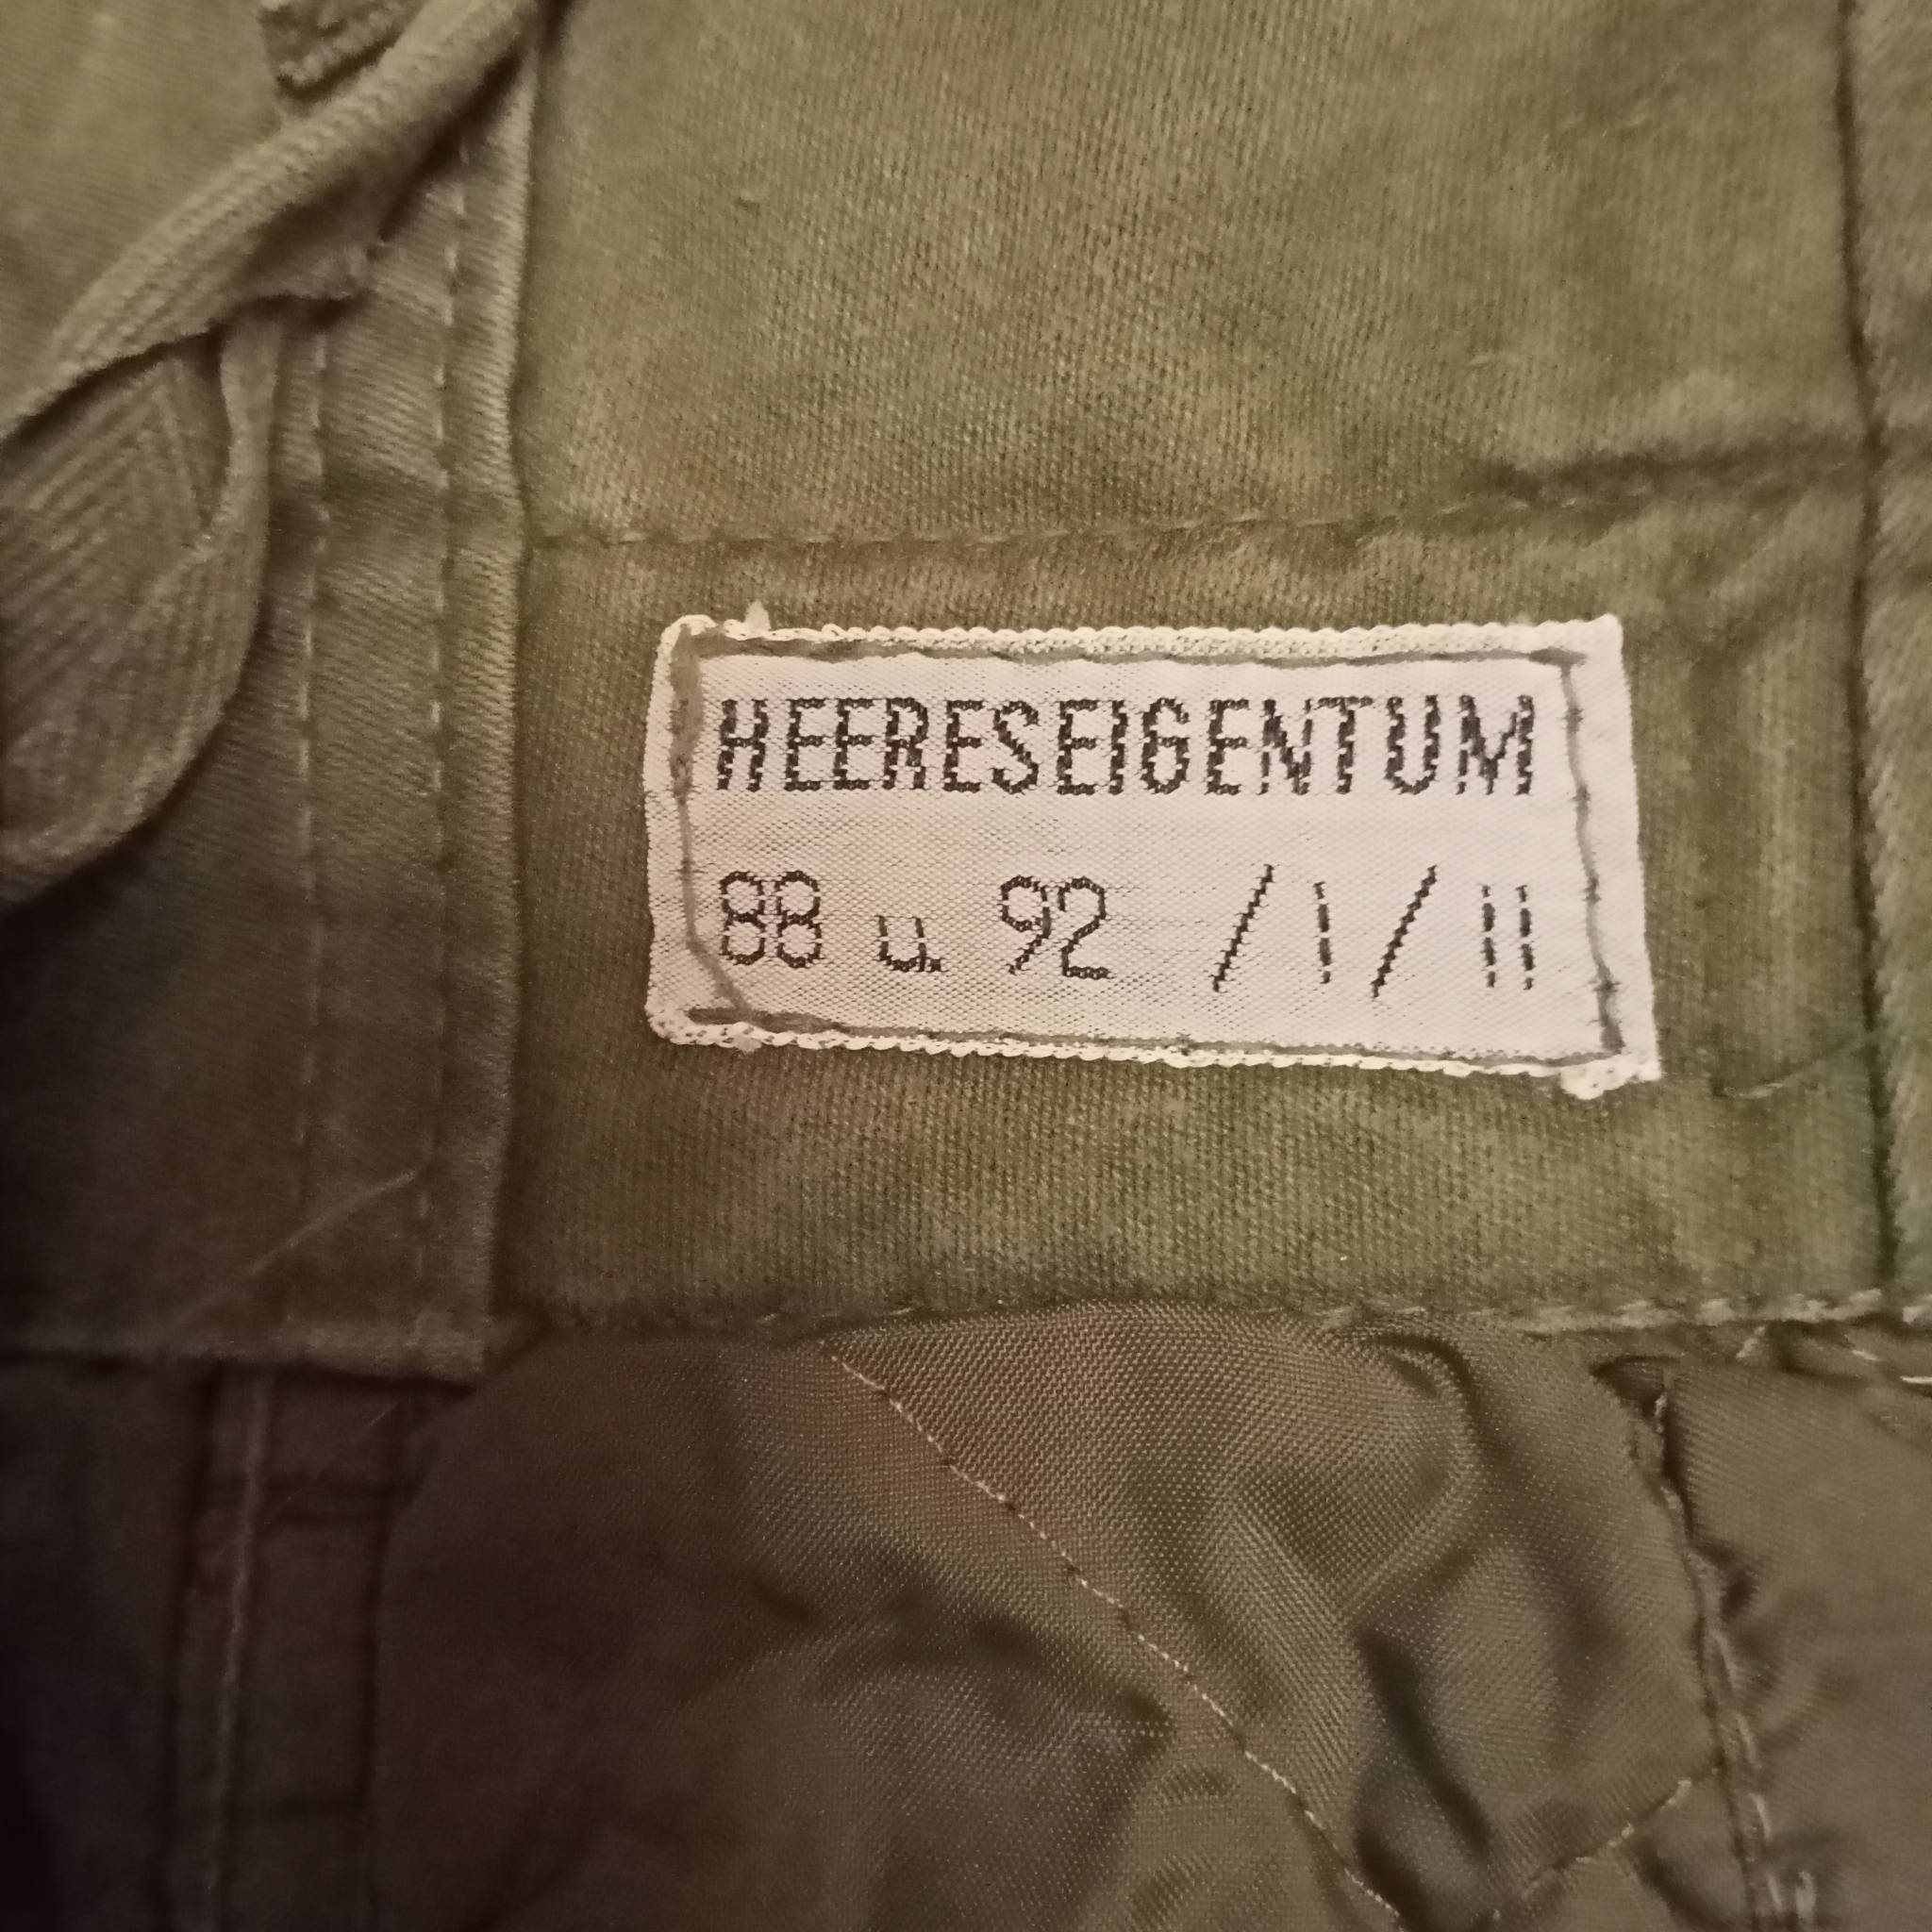 HEERESEIGENTUM
88 u. 92 / I / II